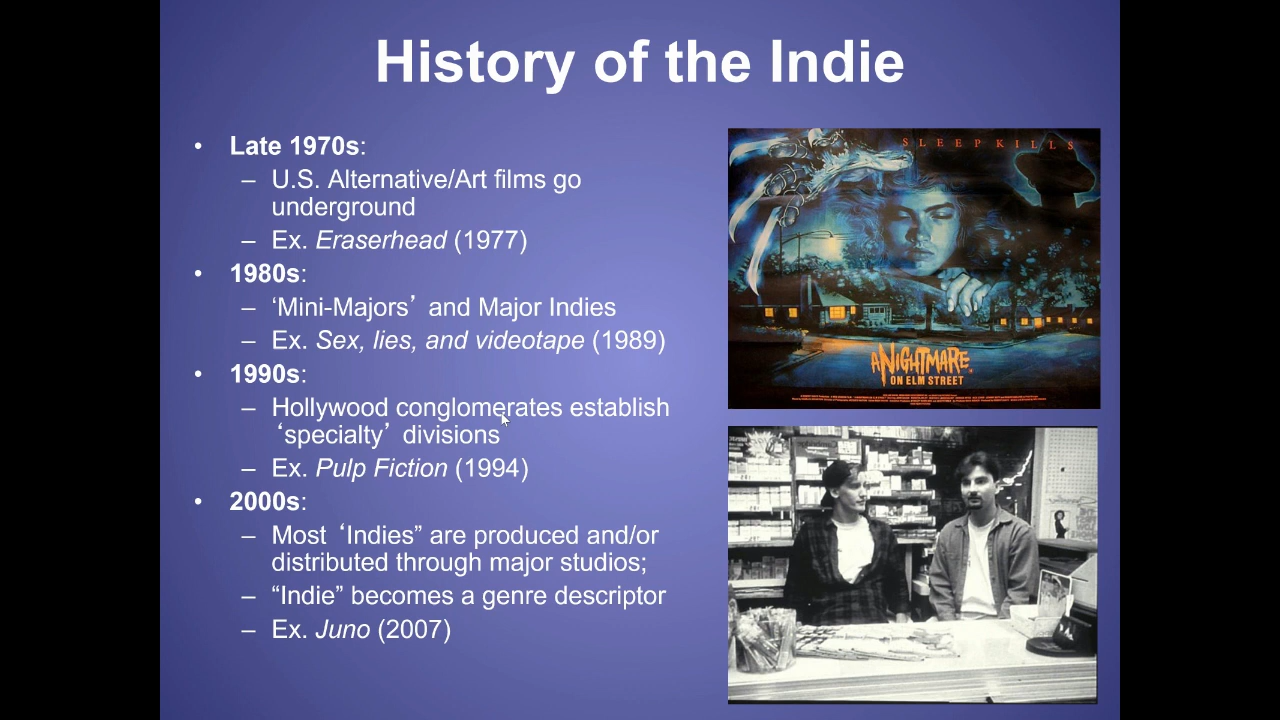 History of the Indie
• Late 1970s:
– U.S. Alternative/Art films go
underground
– Ex. Eraserhead (1977)
• 1980s:
– ‘Mini-Majors’ and Major Indies
– Ex. Sex, lies, and videotape (1989)
• 1990s:
– Hollywood conglomerates establish
‘specialty’ divisions
– Ex. Pulp Fiction (1994)
• 2000s:
– Most ‘Indies” are produced and/or
distributed through major studios;
– “Indie” becomes a genre descriptor
– Ex. Juno (2007)
SLEEP KILLS
A NIGHTMARE
ON ELM STREET